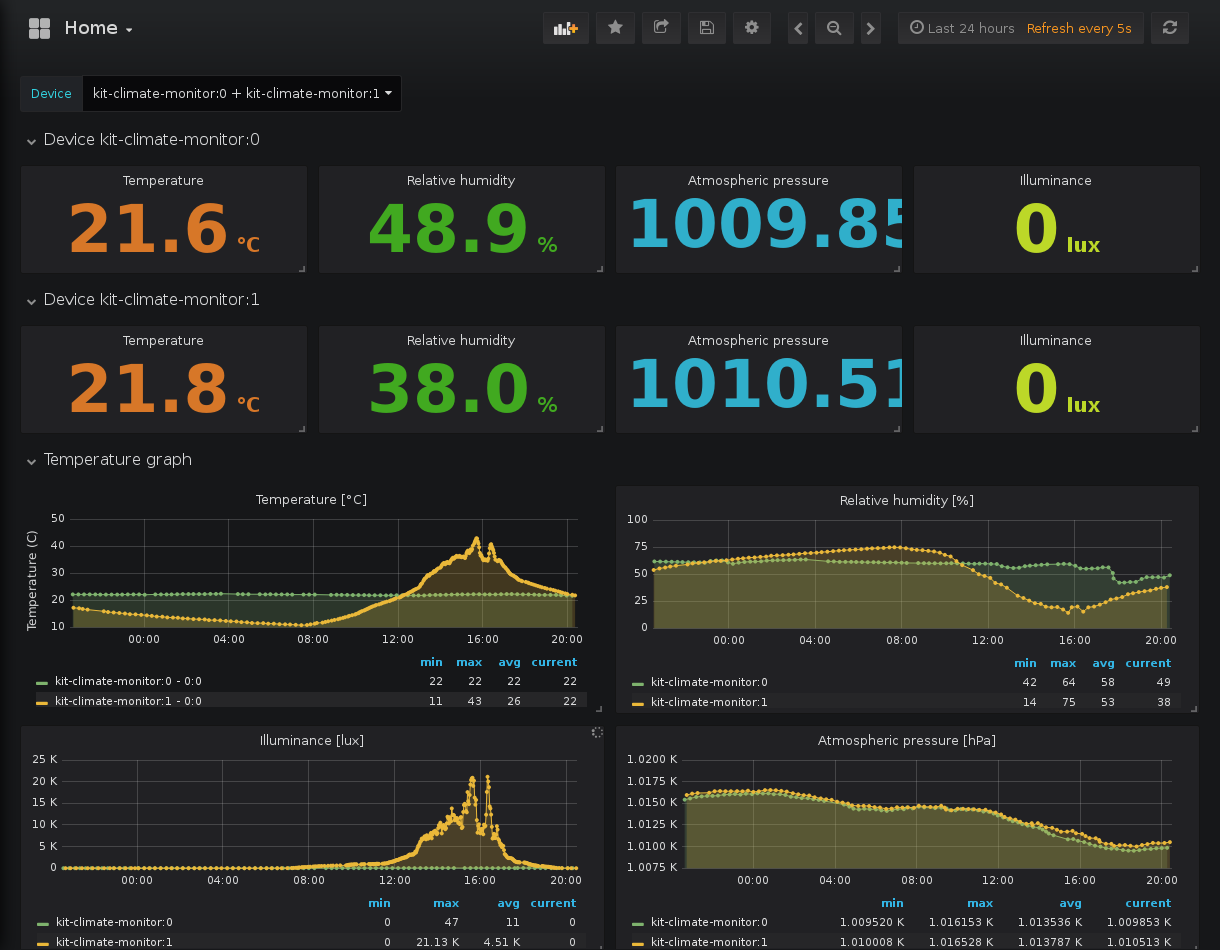 Home
Last 24 hours Refresh every 5s
Device kit-climate-monitor:0 + kit-climate-monitor:1
Device kit-climate-monitor:0
Temperature Relative humidity Atmospheric pressure Illuminance
21.6 °C 48.9 % 1009.85 0 lux
Device kit-climate-monitor:1
Temperature Relative humidity Atmospheric pressure Illuminance
21.8 °C 38.0 % 1010.51 0 lux
Temperature graph
Temperature [°C]
Temperature (C)
50
40
30
20
10
00:00 04:00 08:00 12:00 16:00 20:00
min max avg current
kit-climate-monitor:0 - 0:0 22 22 22 22
kit-climate-monitor:1 - 0:0 11 43 26 22
Relative humidity [%]
100
75
50
25
0
00:00 04:00 08:00 12:00 16:00 20:00
min max avg current
kit-climate-monitor:0 42 64 58 49
kit-climate-monitor:1 14 75 53 38
Illuminance [lux]
25 K
20 K
15 K
10 K
5 K
0
00:00 04:00 08:00 12:00 16:00 20:00
min max avg current
kit-climate-monitor:0 0 47 11 0
kit-climate-monitor:1 0 21.13 K 4.51 K 0
Atmospheric pressure [hPa]
1.0200 K
1.0175 K
1.0150 K
1.0125 K
1.0100 K
1.0075 K
00:00 04:00 08:00 12:00 16:00 20:00
min max avg current
kit-climate-monitor:0 1.009520 K 1.016153 K 1.013536 K 1.009853 K
kit-climate-monitor:1 1.010008 K 1.016528 K 1.013787 K 1.010513 K